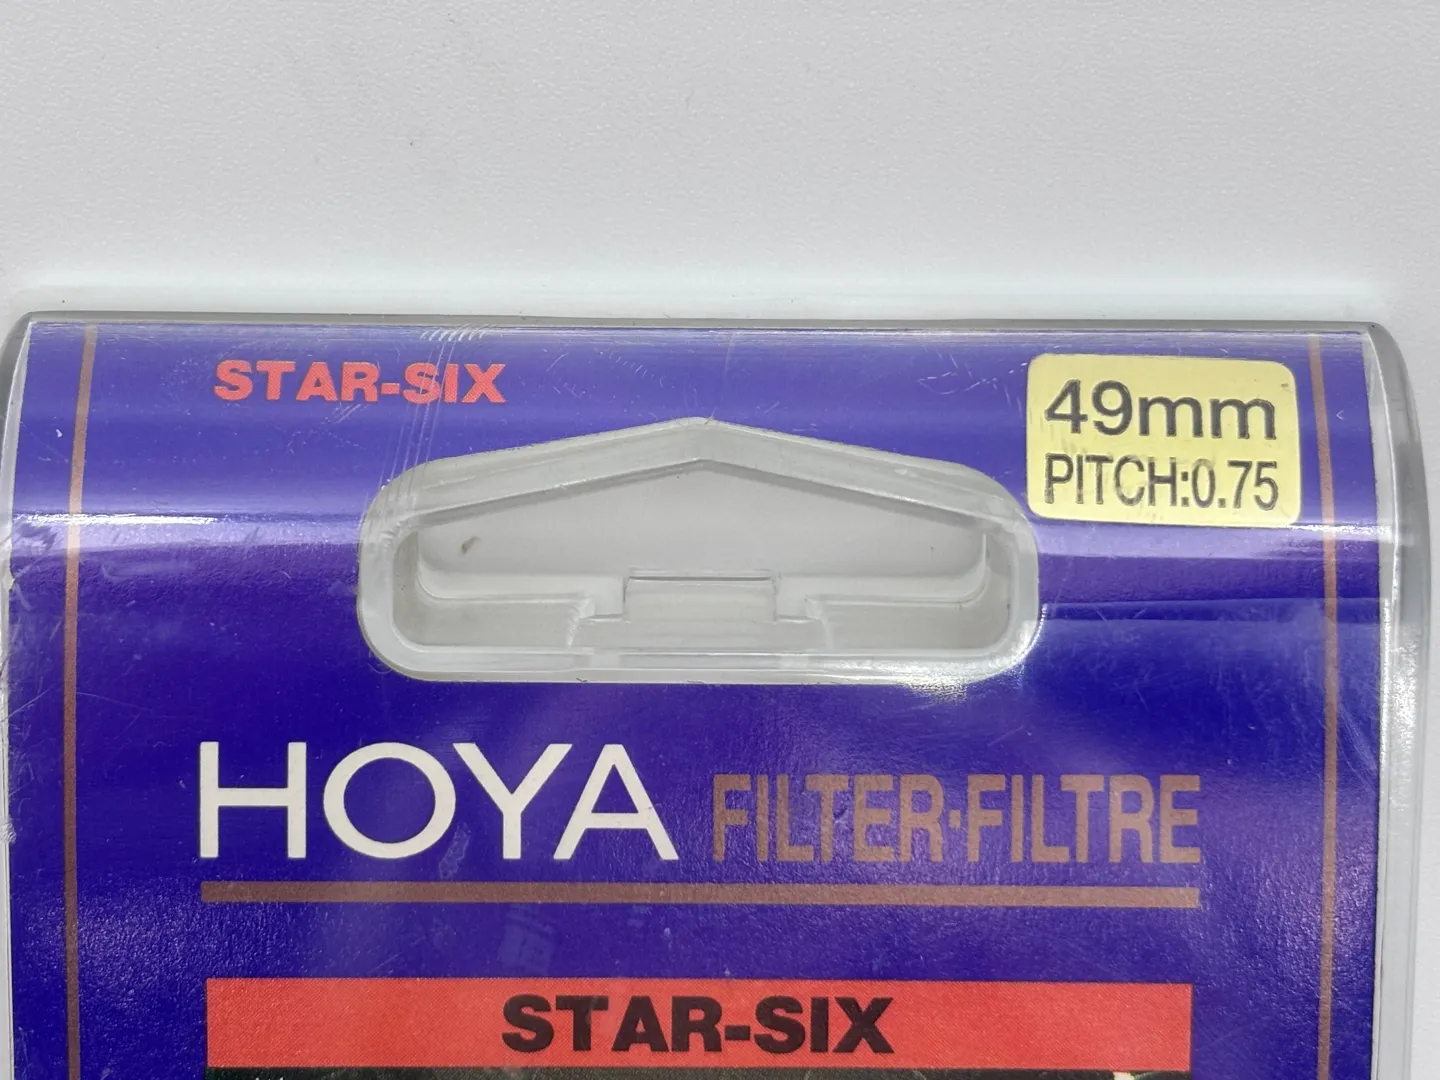 STAR-SIX
49mm
PITCH:0.75
HOYA FILTER·FILTRE
STAR-SIX